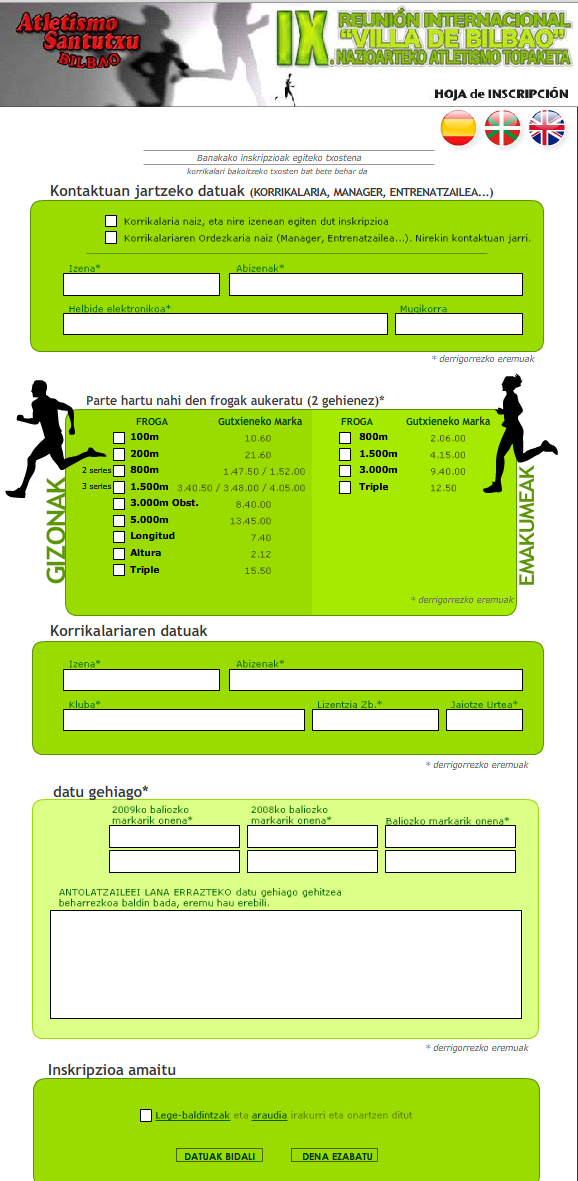 Atletismo
Santutxu
BILBAO
IX. REUNIÓN INTERNACIONAL
"VILLA DE BILBAO"
NAZIOARTEKO ATLETISMO TOPAKETA
HOJA de INSCRIPCIÓN
Banakako inskripzioak egiteko txostena
korrikalari bakoitzeko txosten bat bete behar da
Kontaktuan jartzeko datuak (KORRIKALARIA, MANAGER, ENTRENATZAILEA...)
Korrikalaria naiz, eta nire izenean egiten dut inskripzioa
Korrikalariaren Ordezkaria naiz (Manager, Entrenatzailea...). Nirekin kontaktuan jarri.
Izena* Abizenak*
Helbide elektronikoa* Mugikorra
* derrigorrezko eremuak
Parte hartu nahi den frogak aukeratu (2 gehienez)*
GIZONAK
FROGA Gutxieneko Marka
100m 10.60
200m 21.60
2 series 800m 1.47.50 / 1.52.00
3 series 1.500m 3.40.50 / 3.48.00 / 4.05.00
3.000m Obst. 8.40.00
5.000m 13.45.00
Longitud 7.40
Altura 2.12
Triple 15.50
FROGA Gutxieneko Marka
800m 2.06.00
1.500m 4.15.00
3.000m 9.40.00
Triple 12.50
EMAKUMEAK
* derrigorrezko eremuak
Korrikalariaren datuak
Izena* Abizenak*
Kluba* Lizentzia Zb.* Jaiotze Urtea*
* derrigorrezko eremuak
datu gehiago*
2009ko baliozko markarik onena* 2008ko baliozko markarik onena* Baliozko markarik onena*
ANTOLATZAILEEI LANA ERRAZTEKO datu gehiago gehitzea
beharrezkoa baldin bada, eremu hau erebili.
* derrigorrezko eremuak
Inskripzioa amaitu
Lege-baldintzak eta araudia irakurri eta onartzen ditut
DATUAK BIDALI DENA EZABATU